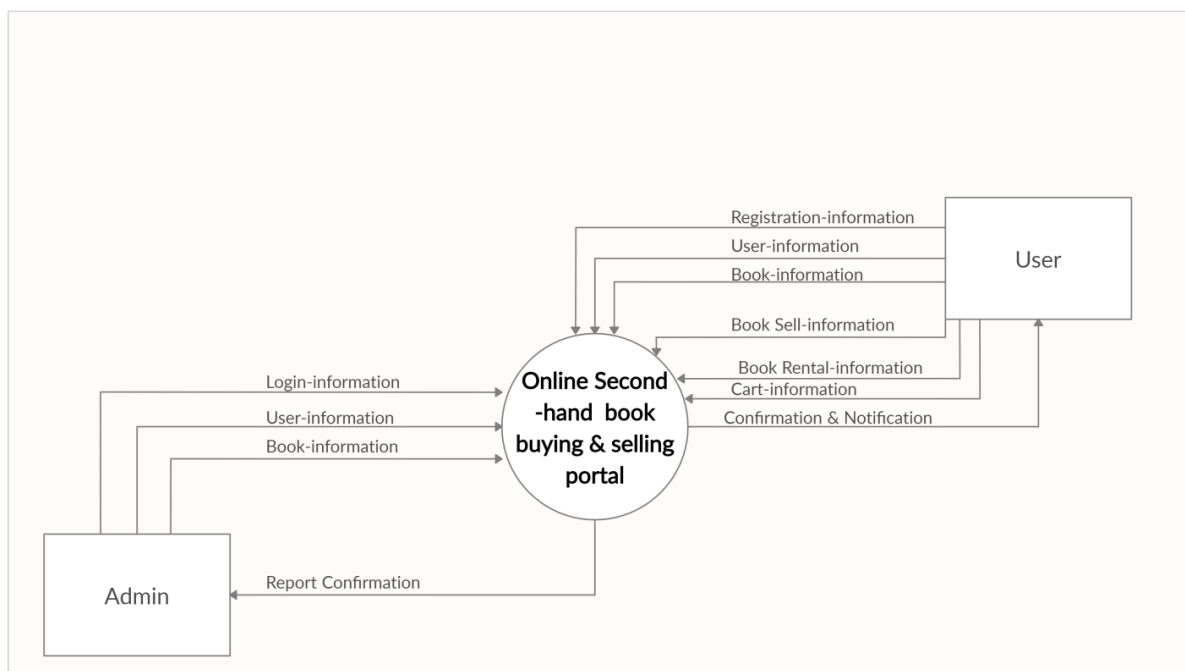 Registration-information
User-information
Book-information
User
Book Sell-information
Book Rental-information
Cart-information
Confirmation & Notification
Online Second
-hand book
buying & selling
portal
Login-information
User-information
Book-information
Report Confirmation
Admin